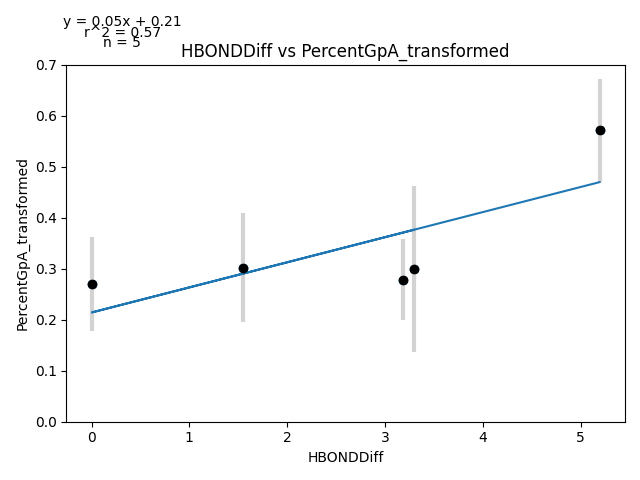 y = 0.05x + 0.21
r^2 = 0.57
n = 5
HBONDDiff vs PercentGpA_transformed
0.7
0.6
0.5
0.4
0.3
0.2
0.1
0.0
PercentGpA_transformed
0 1 2 3 4 5
HBONDDiff